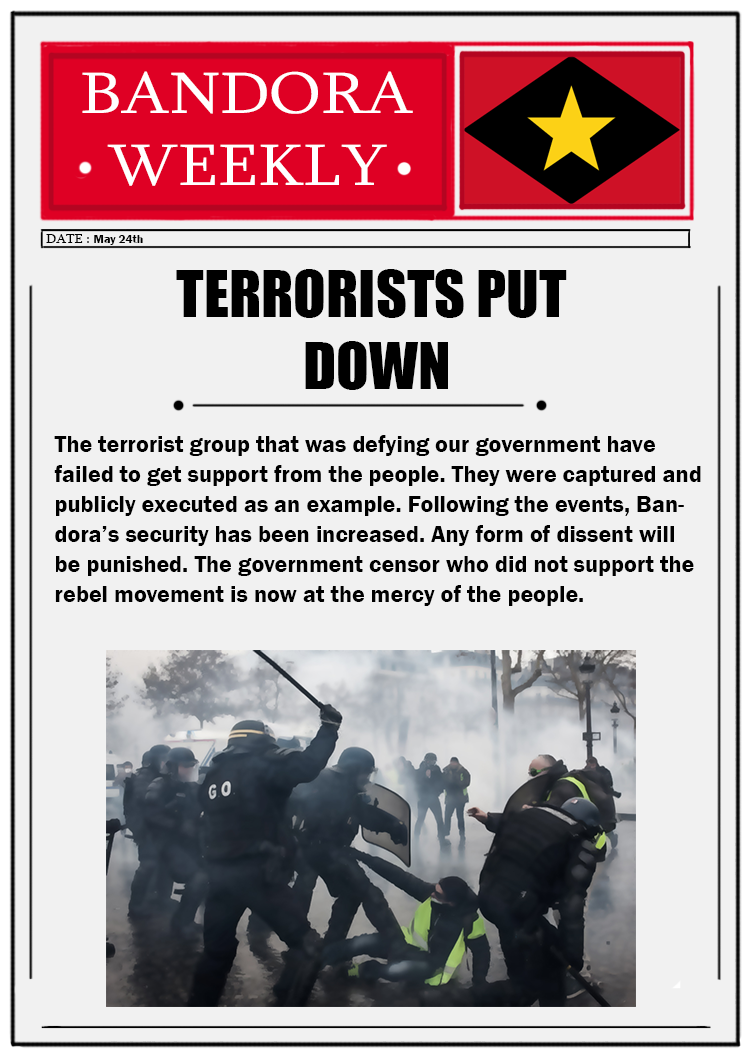 BANDORA
• WEEKLY •
DATE : May 24th
TERRORISTS PUT
DOWN
The terrorist group that was defying our government have
failed to get support from the people. They were captured and
publicly executed as an example. Following the events, Ban-
dora’s security has been increased. Any form of dissent will
be punished. The government censor who did not support the
rebel movement is now at the mercy of the people.
GO